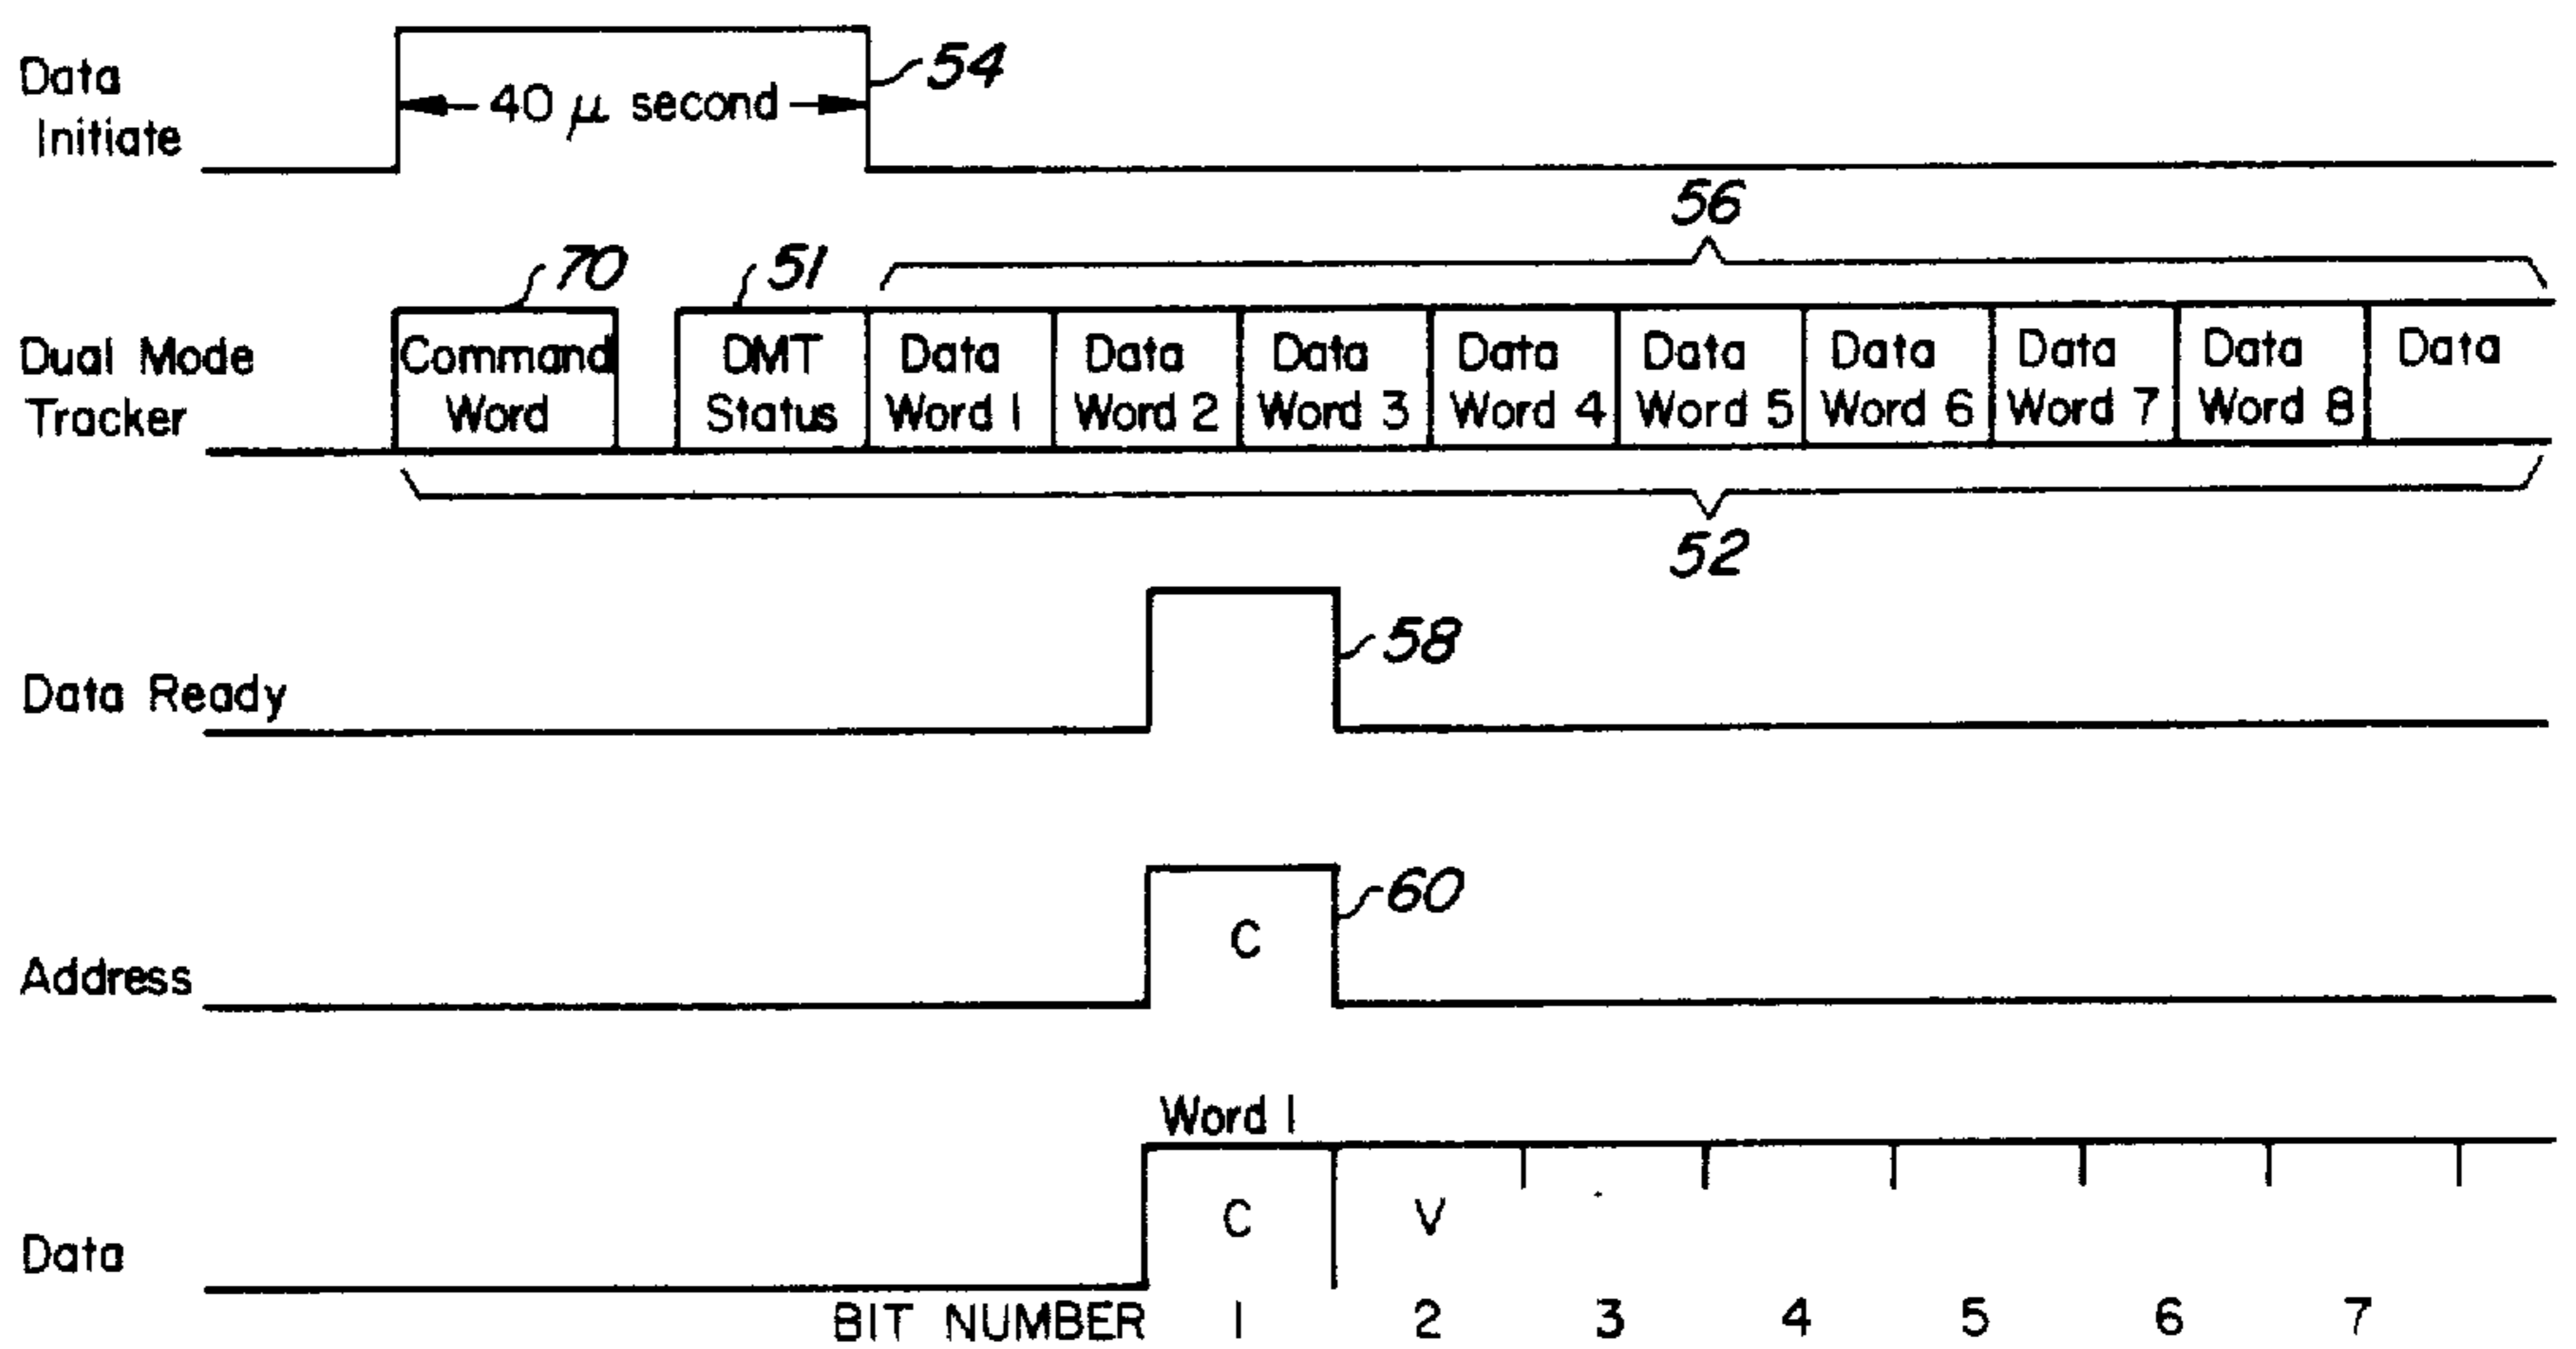 Data
Initiate
40 μ second
54
56
70
51
Dual Mode
Tracker
Command
Word
DMT
Status
Data
Word 1
Data
Word 2
Data
Word 3
Data
Word 4
Data
Word 5
Data
Word 6
Data
Word 7
Data
Word 8
Data
52
58
Data Ready
60
C
Address
Word 1
C
V
Data
BIT NUMBER 1 2 3 4 5 6 7